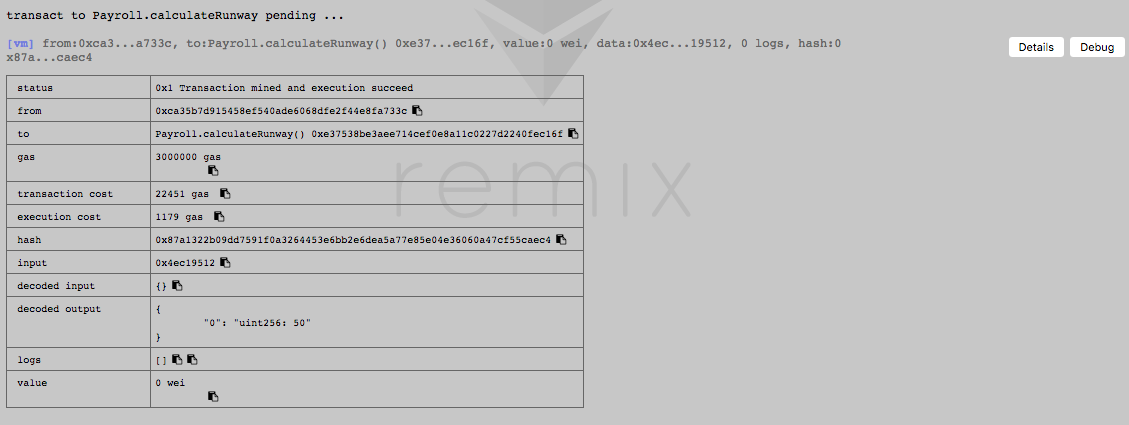 transact to Payroll.calculateRunway pending ...
[vm] from:0xca3...a733c, to:Payroll.calculateRunway() 0xe37...ec16f, value:0 wei, data:0x4ec...19512, 0 logs, hash:0
x87a...caec4
Details
Debug
status 0x1 Transaction mined and execution succeed
from 0xca35b7d915458ef540ade6068dfe2f44e8fa733c
to Payroll.calculateRunway() 0xe37538be3aee714cef0e8a11c0227d2240fec16f
gas 3000000 gas
transaction cost 22451 gas
execution cost 1179 gas
hash 0x87a1322b09dd7591f0a3264453e6bb2e6dea5a77e85e04e36060a47cf55caec4
input 0x4ec19512
decoded input {}
decoded output {
"0": "uint256: 50"
}
logs []
value 0 wei
remix